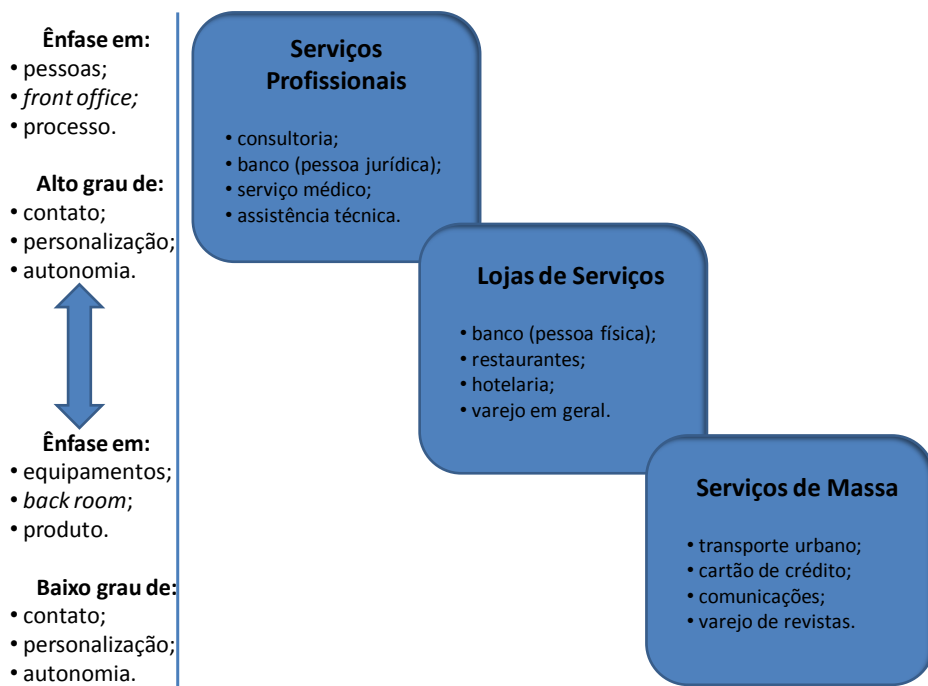 Ênfase em:
• pessoas;
• front office;
• processo.
Alto grau de:
• contato;
• personalização;
• autonomia.
Ênfase em:
• equipamentos;
• back room;
• produto.
Baixo grau de:
• contato;
• personalização;
• autonomia.
Serviços
Profissionais
• consultoria;
• banco (pessoa jurídica);
• serviço médico;
• assistência técnica.
Lojas de Serviços
• banco (pessoa física);
• restaurantes;
• hotelaria;
• varejo em geral.
Serviços de Massa
• transporte urbano;
• cartão de crédito;
• comunicações;
• varejo de revistas.